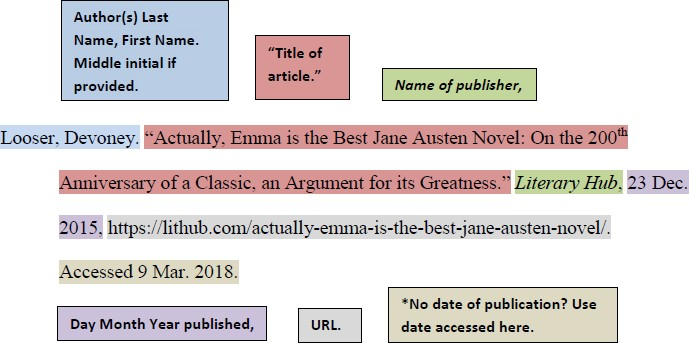 Author(s) Last
Name, First Name.
Middle initial if
provided.
“Title of
article.”
Name of publisher,
Looser, Devoney. “Actually, Emma is the Best Jane Austen Novel: On the 200th
Anniversary of a Classic, an Argument for its Greatness.” Literary Hub, 23 Dec.
2015, https://lithub.com/actually-emma-is-the-best-jane-austen-novel/.
Accessed 9 Mar. 2018.
Day Month Year published,
URL.
*No date of publication? Use
date accessed here.